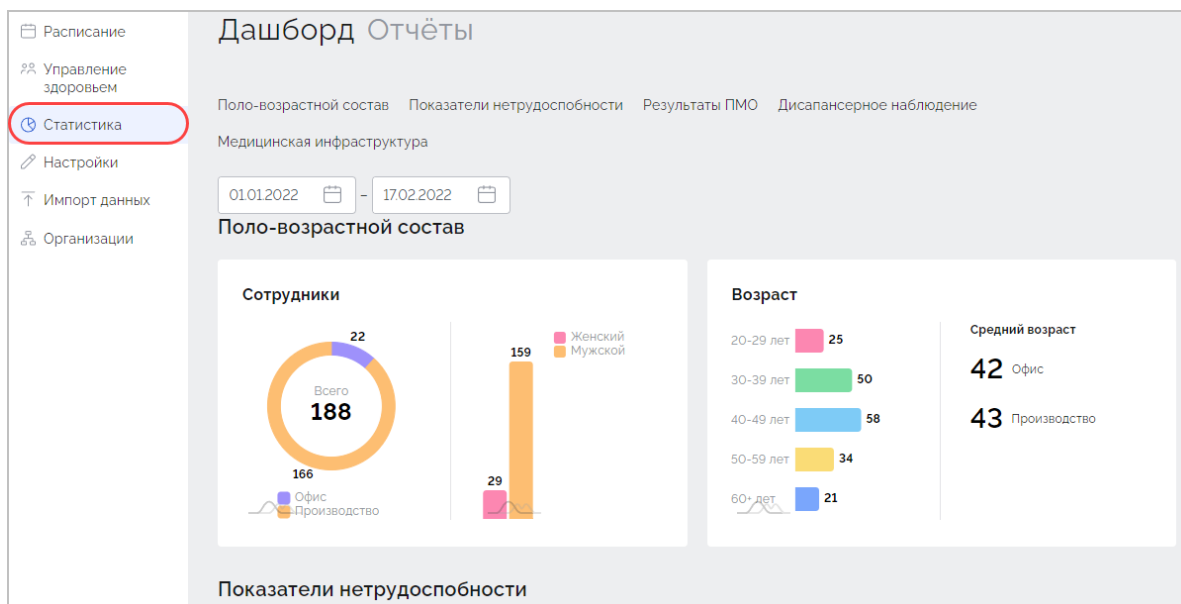 Расписание
Управление
здоровьем
Статистика
Настройки
Импорт данных
Организации
Дашборд Отчёты
Поло-возрастной состав Показатели нетрудоспобности Результаты ПМО Дисапансерное наблюдение
Медицинская инфраструктура
01.01.2022 – 17.02.2022
Поло-возрастной состав
Сотрудники
22
Всего
188
166
Офис
Производство
Женский
Мужской
159
29
Возраст
20-29 лет 25
30-39 лет 50
40-49 лет 58
50-59 лет 34
60+ лет 21
Средний возраст
42 Офис
43 Производство
Показатели нетрудоспобности